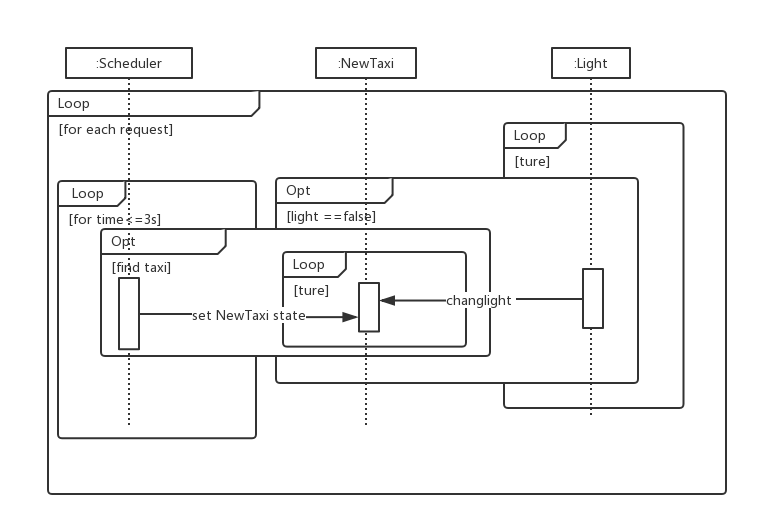 :Scheduler
:NewTaxi
:Light
Loop
[for each request]
Loop
[ture]
Loop
[for time<=3s]
Opt
[light ==false]
Opt
[find taxi]
Loop
[ture]
set NewTaxi state
changlight